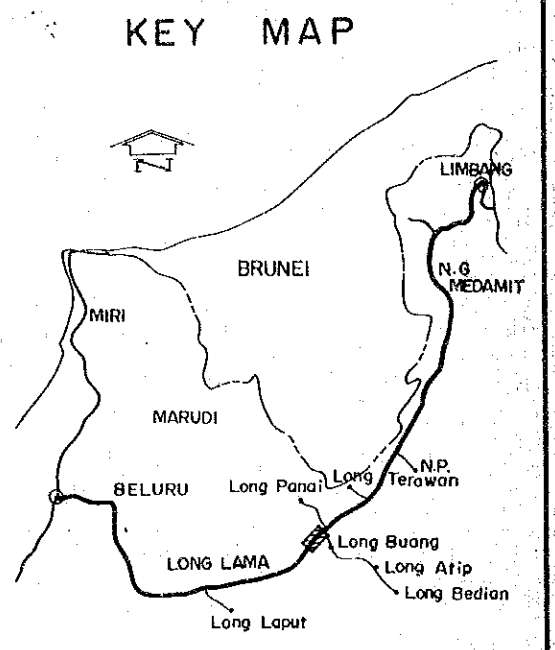 KEY MAP
N
LIMBANG
BRUNEI
N.G
MEDAMIT
MIRI
MARUDI
N.P.
Long Terawan
BELURU
Long Panai
Long Buang
LONG LAMA
Long Atip
Long Bedian
Long Laput